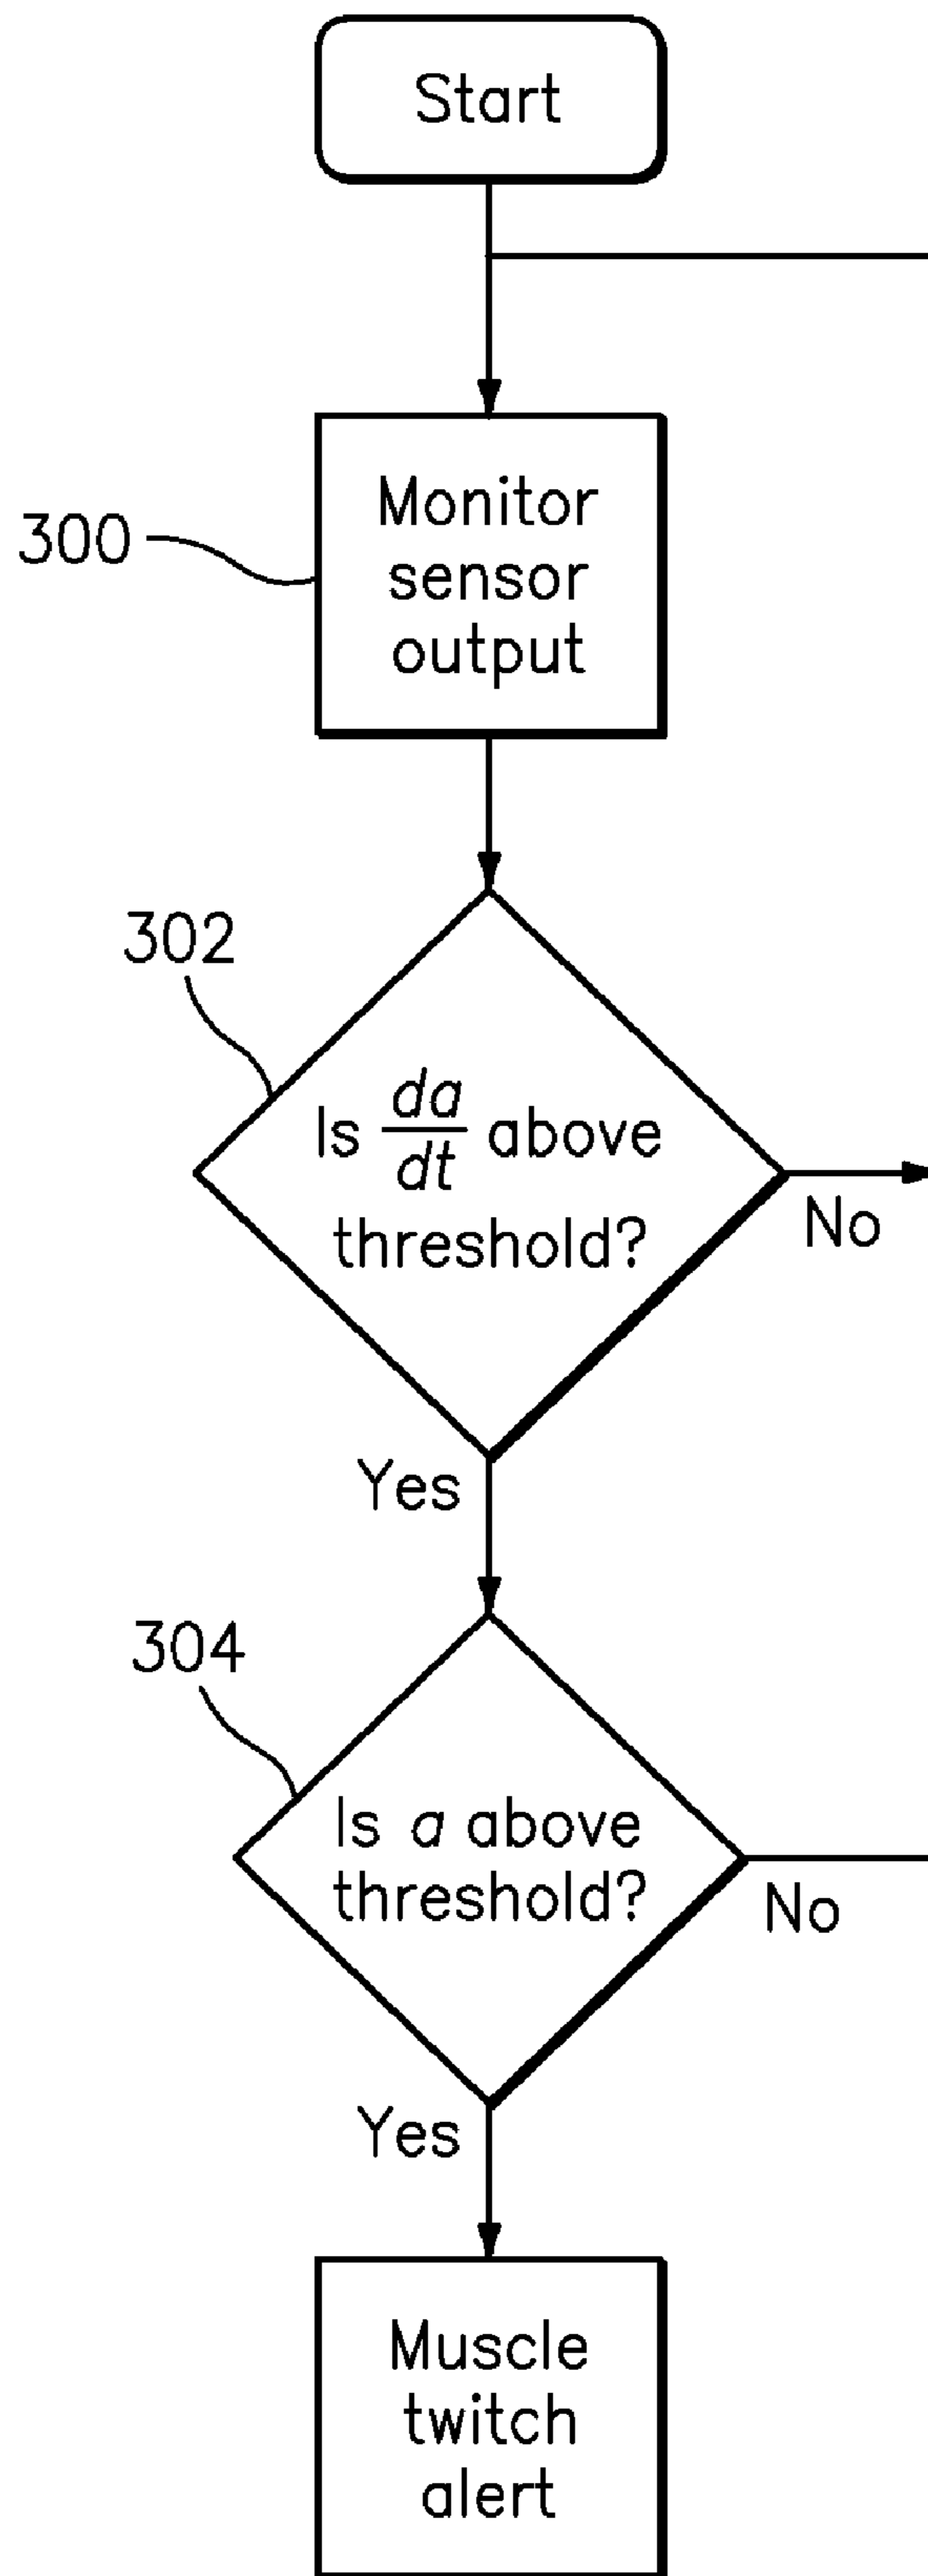 Start
300
Monitor
sensor
output
302
Is da/dt above
threshold?
No
Yes
304
Is a above
threshold?
No
Yes
Muscle
twitch
alert